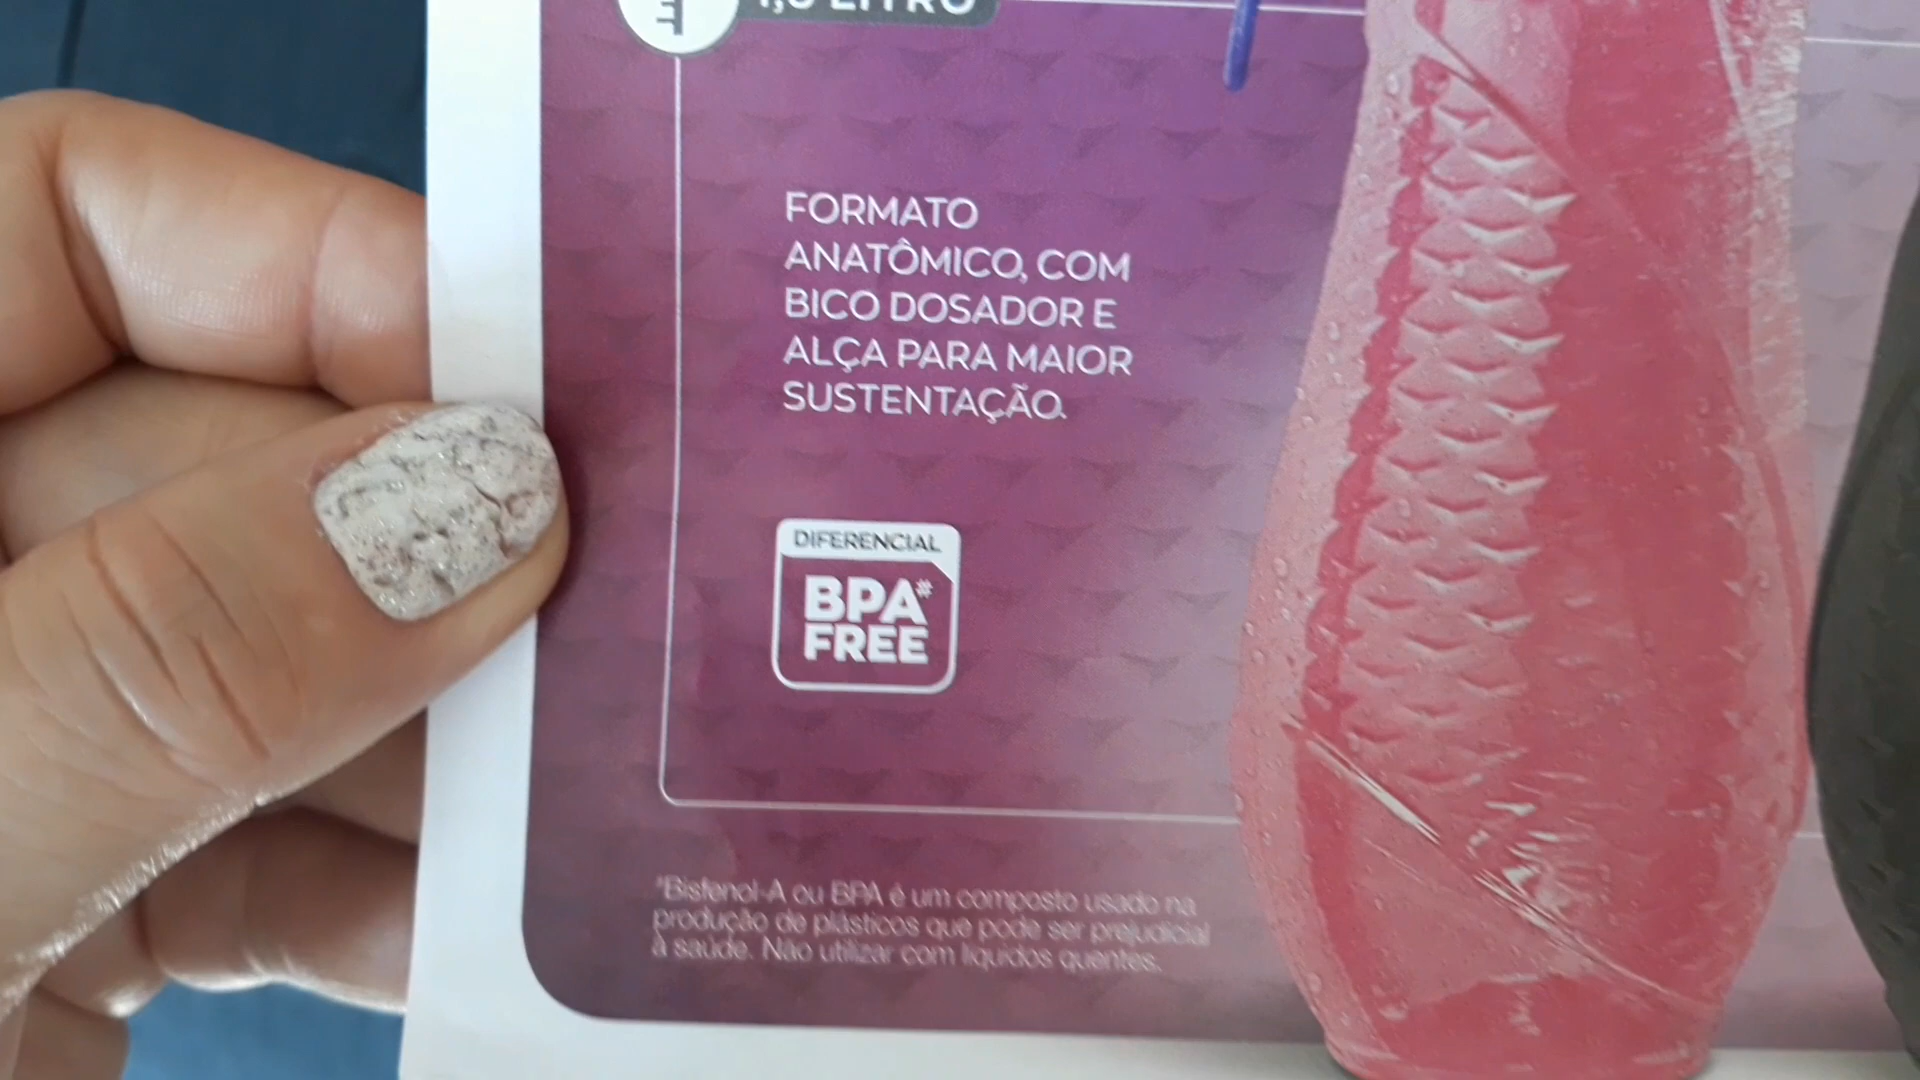 LITRO
FORMATO
ANATÔMICO, COM
BICO DOSADOR E
ALÇA PARA MAIOR
SUSTENTAÇÃO.
DIFERENCIAL
BPA#
FREE
*Bisfenol-A ou BPA é um composto usado na
produção de plásticos que pode ser prejudicial
à saúde. Não utilizar com líquidos quentes.